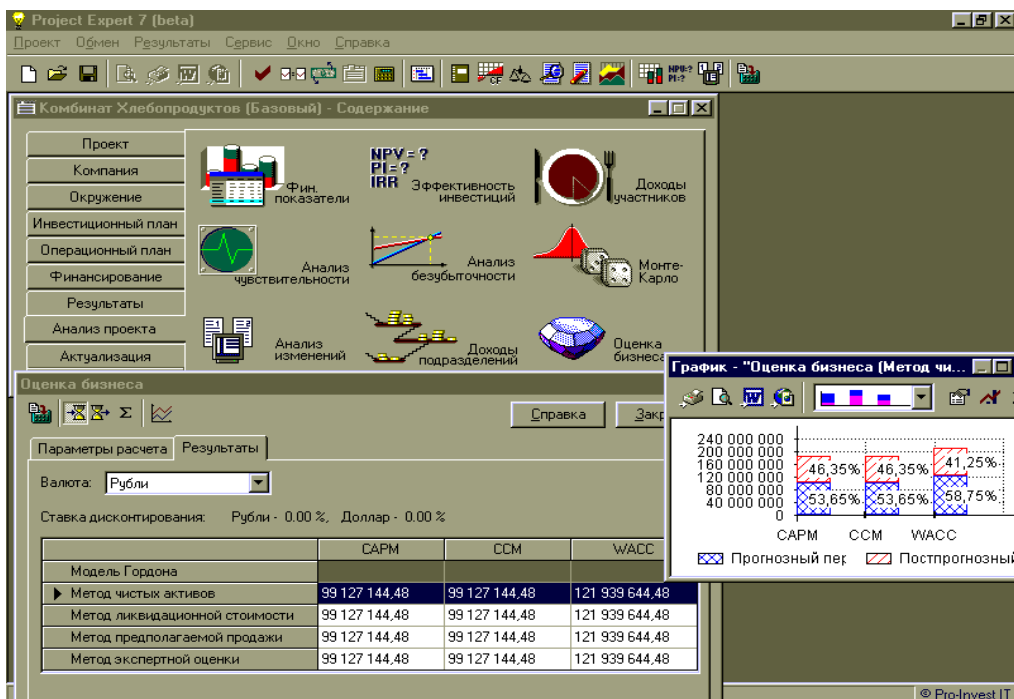 Project Expert 7 (beta)
Проект Обмен Результаты Сервис Окно Справка
Комбинат Хлебопродуктов (Базовый) - Содержание
Проект
Компания
Окружение
Инвестиционный план
Операционный план
Финансирование
Результаты
Анализ проекта
Актуализация
Фин. показатели
NPV = ?
PI = ?
IRR
Эффективность инвестиций
Доходы участников
Анализ чувствительности
Анализ безубыточности
Монте-Карло
Анализ изменений
Доходы подразделений
Оценка бизнеса
Оценка бизнеса
Справка
Параметры расчета Результаты
Валюта: Рубли
Ставка дисконтирования: Рубли - 0.00 %, Доллар - 0.00 %
CAPM CCM WACC
Модель Гордона
Метод чистых активов 99 127 144,48 99 127 144,48 121 939 644,48
Метод ликвидационной стоимости 99 127 144,48 99 127 144,48 121 939 644,48
Метод предполагаемой продажи 99 127 144,48 99 127 144,48 121 939 644,48
Метод экспертной оценки 99 127 144,48 99 127 144,48 121 939 644,48
График - "Оценка бизнеса (Метод чи...
240 000 000
200 000 000
160 000 000
120 000 000
80 000 000
40 000 000
0
46,35% 46,35% 41,25%
53,65% 53,65% 58,75%
CAPM CCM WACC
Прогнозный пер Постпрогнозный
© Pro-Invest IT